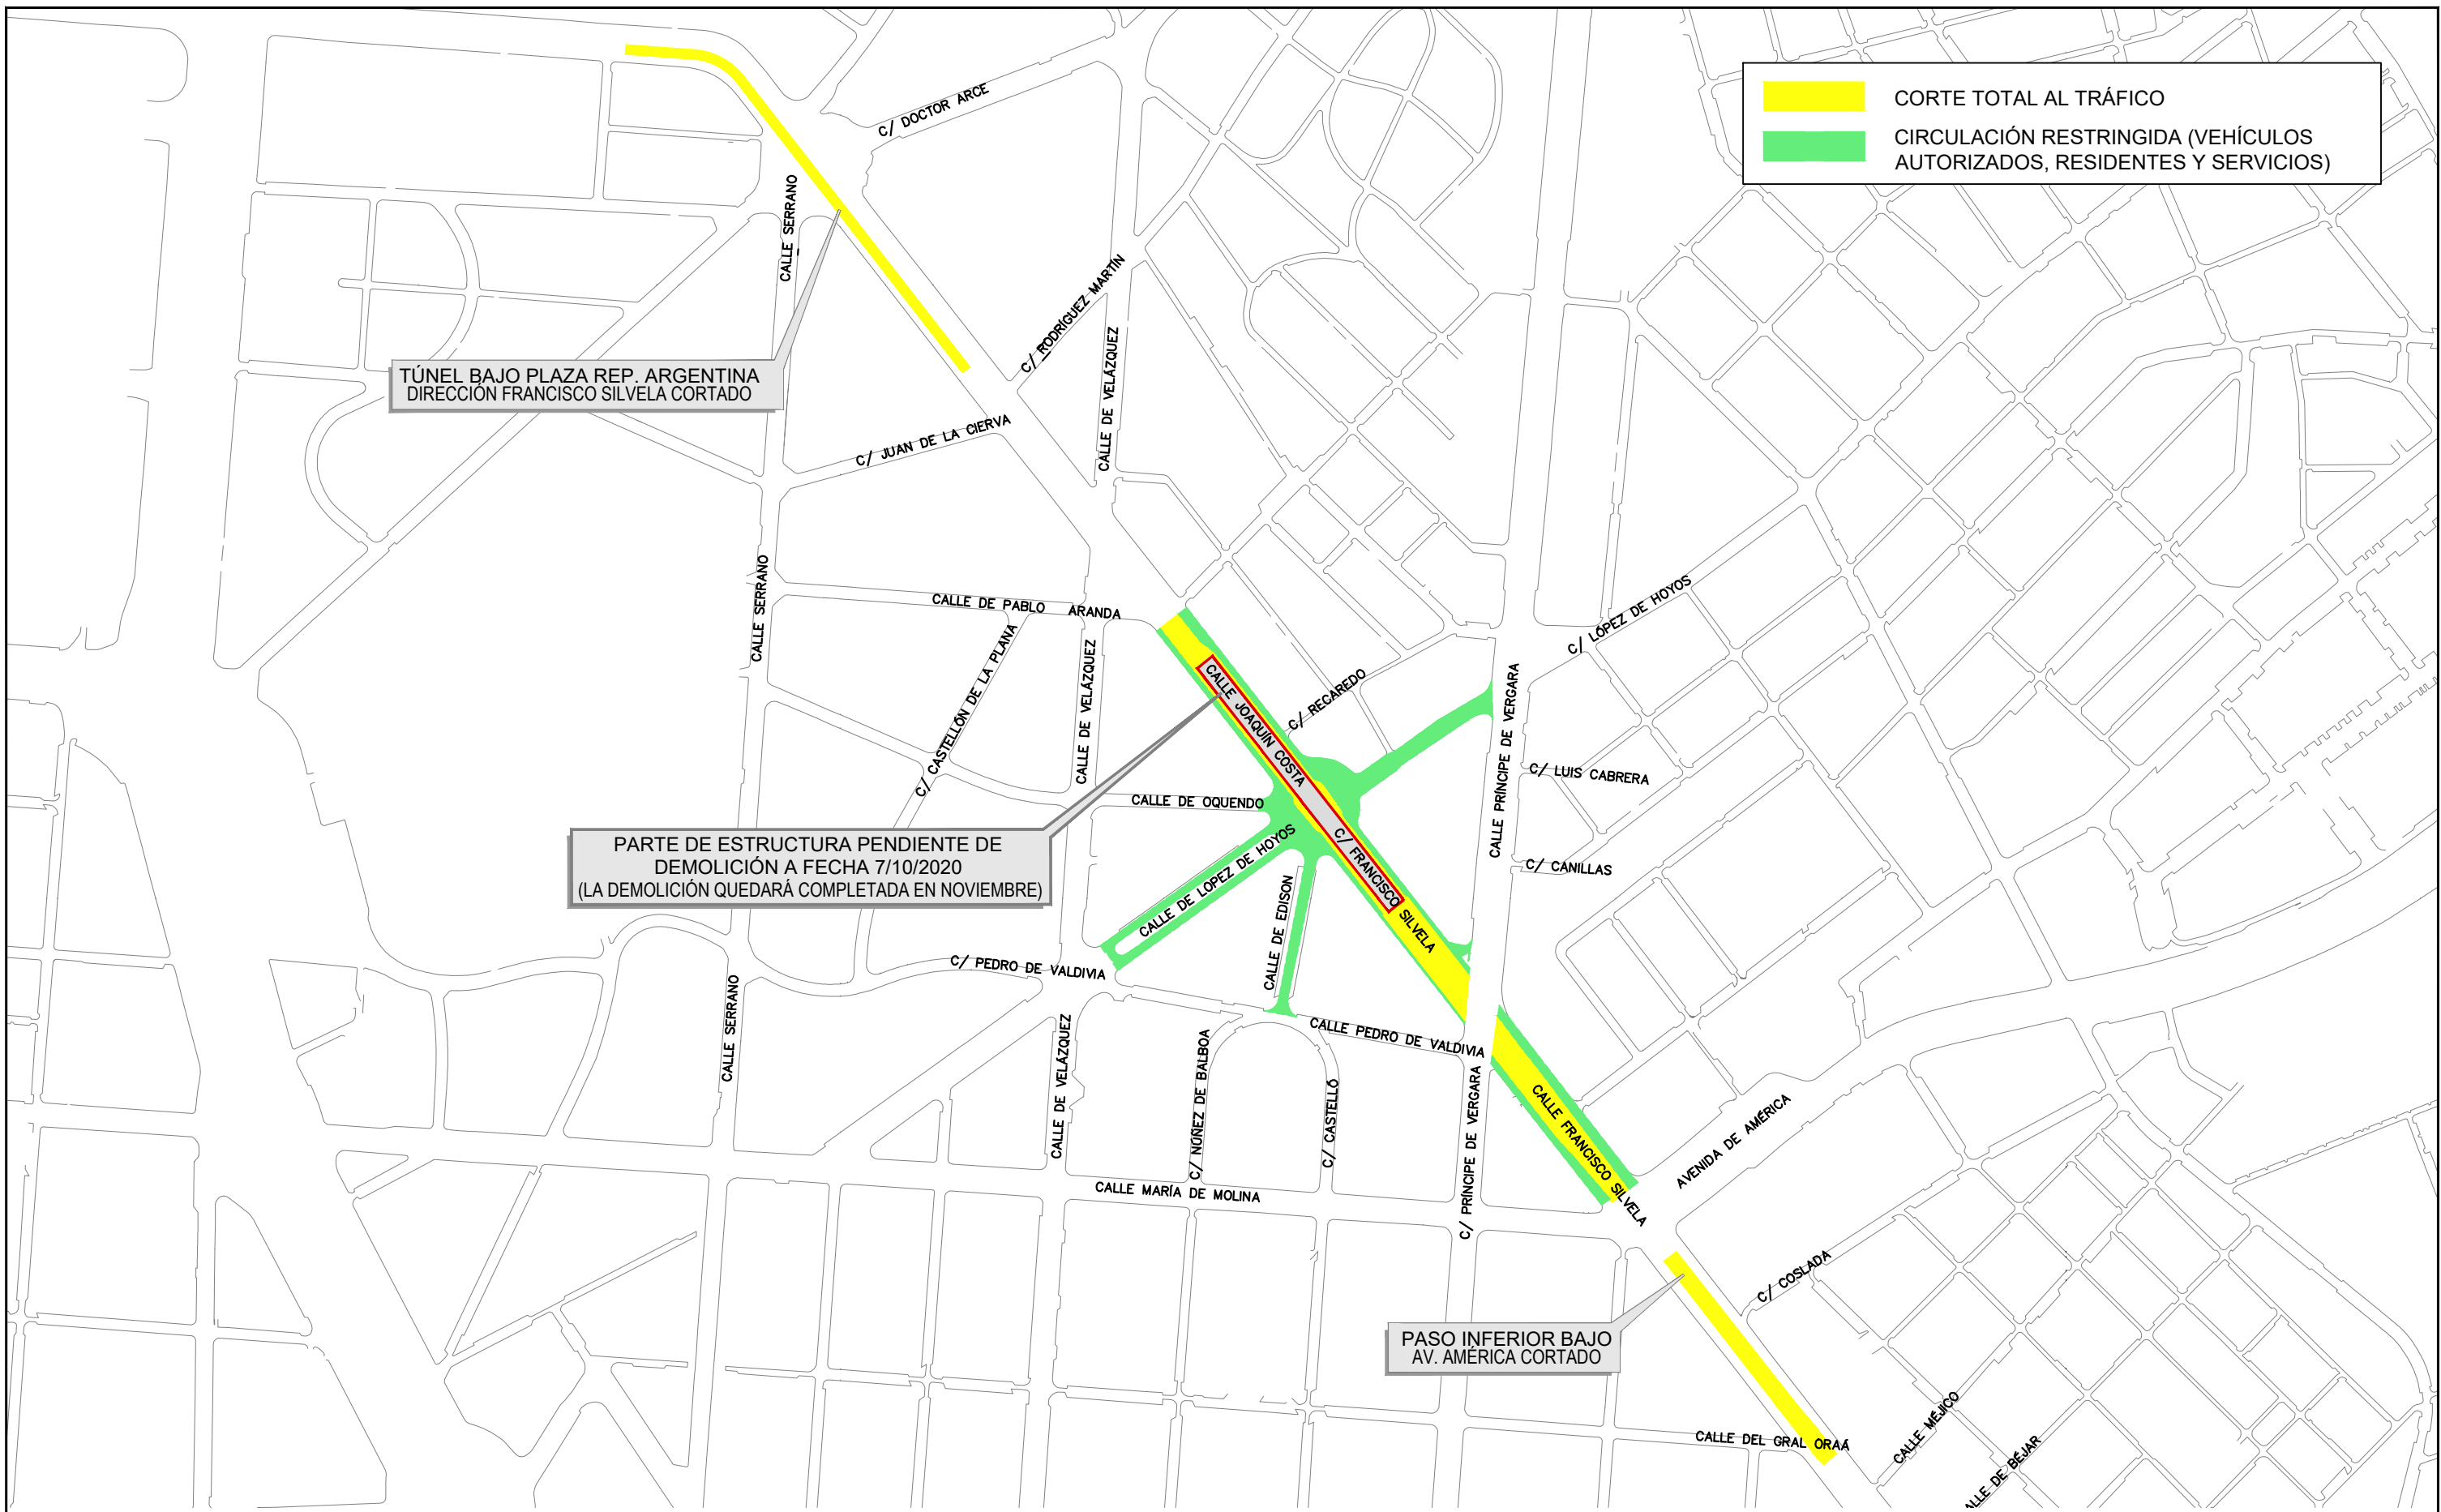 CORTE TOTAL AL TRÁFICO
CIRCULACIÓN RESTRINGIDA (VEHÍCULOS
AUTORIZADOS, RESIDENTES Y SERVICIOS)
C/ DOCTOR ARCE
CALLE SERRANO
C/ RODRÍGUEZ MARTÍN
CALLE DE VELÁZQUEZ
TÚNEL BAJO PLAZA REP. ARGENTINA
DIRECCIÓN FRANCISCO SILVELA CORTADO
C/ JUAN DE LA CIERVA
CALLE SERRANO
CALLE DE PABLO ARANDA
C/ LÓPEZ DE HOYOS
C/ CASTELLÓN DE LA PLANA
CALLE DE VELÁZQUEZ
CALLE JOAQUÍN COSTA
C/ RECAREDO
CALLE PRÍNCIPE DE VERGARA
C/ LUIS CABRERA
CALLE DE OQUENDO
C/ FRANCISCO SILVELA
PARTE DE ESTRUCTURA PENDIENTE DE
DEMOLICIÓN A FECHA 7/10/2020
(LA DEMOLICIÓN QUEDARÁ COMPLETADA EN NOVIEMBRE)
CALLE DE LOPEZ DE HOYOS
C/ CANILLAS
CALLE DE EDISON
C/ PEDRO DE VALDIVIA
CALLE SERRANO
CALLE DE VELÁZQUEZ
C/ NÚÑEZ DE BALBOA
CALLE PEDRO DE VALDIVIA
C/ CASTELLÓ
C/ PRÍNCIPE DE VERGARA
CALLE FRANCISCO SILVELA
AVENIDA DE AMÉRICA
CALLE MARÍA DE MOLINA
C/ COSLADA
PASO INFERIOR BAJO
AV. AMÉRICA CORTADO
CALLE DEL GRAL ORAÁ
CALLE MÉJICO
ALLE DE BÉJAR